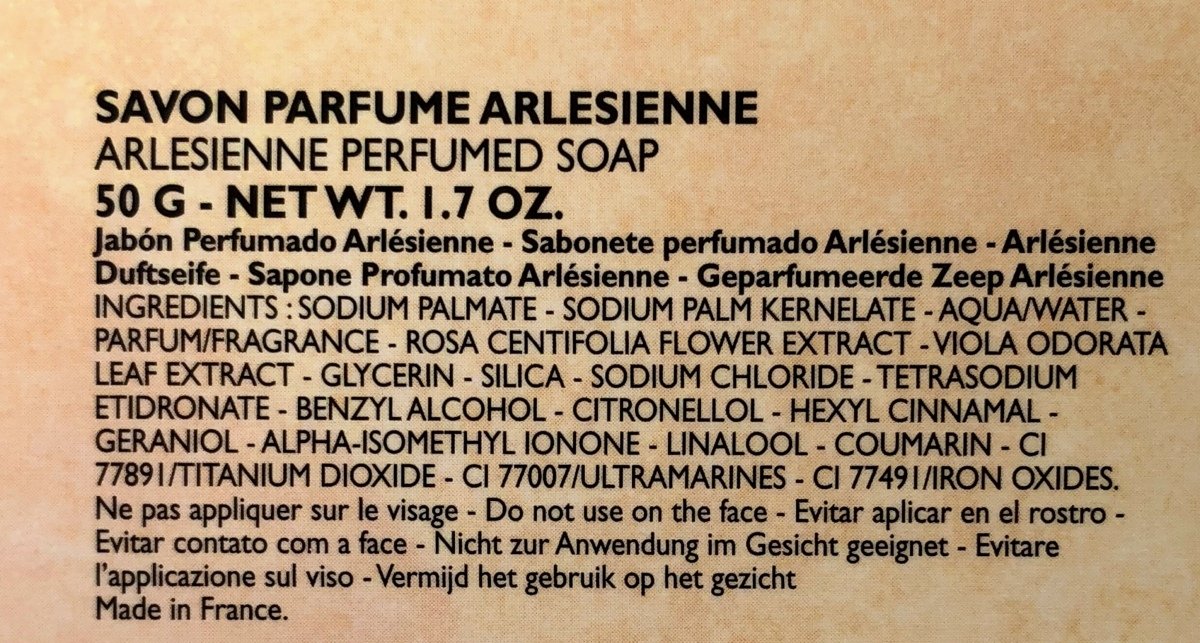 SAVON PARFUME ARLESIENNE
ARLESIENNE PERFUMED SOAP
50 G - NET WT. 1.7 OZ.
Jabón Perfumado Arlésienne - Sabonete perfumado Arlésienne - Arlésienne
Duftseife - Sapone Profumato Arlésienne - Geparfumeerde Zeep Arlésienne
INGREDIENTS : SODIUM PALMATE - SODIUM PALM KERNELATE - AQUA/WATER -
PARFUM/FRAGRANCE - ROSA CENTIFOLIA FLOWER EXTRACT - VIOLA ODORATA
LEAF EXTRACT - GLYCERIN - SILICA - SODIUM CHLORIDE - TETRASODIUM
ETIDRONATE - BENZYL ALCOHOL - CITRONELLOL - HEXYL CINNAMAL -
GERANIOL - ALPHA-ISOMETHYL IONONE - LINALOOL - COUMARIN - CI
77891/TITANIUM DIOXIDE - CI 77007/ULTRAMARINES - CI 77491/IRON OXIDES.
Ne pas appliquer sur le visage - Do not use on the face - Evitar aplicar en el rostro -
Evitar contato com a face - Nicht zur Anwendung im Gesicht geeignet - Evitare
l'applicazione sul viso - Vermijd het gebruik op het gezicht
Made in France.